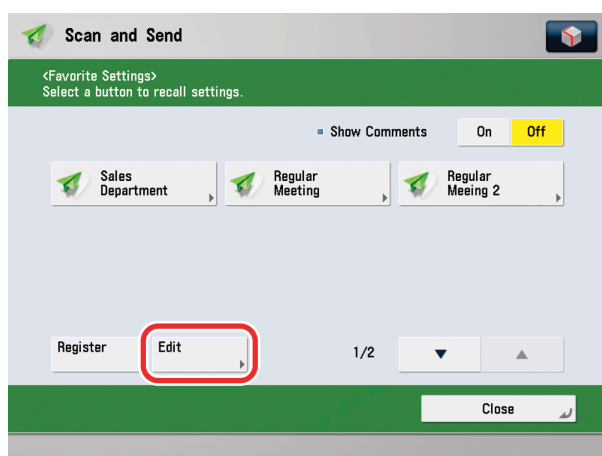 Scan and Send
<Favorite Settings>
Select a button to recall settings.
Show Comments On Off
Sales
Department
Regular
Meeting
Regular
Meeing 2
Register Edit 1/2
Close